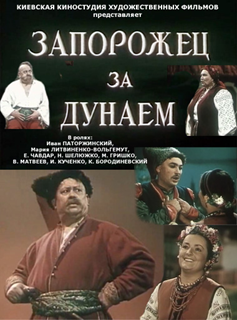 КИЕВСКАЯ КИНОСТУДИЯ ХУДОЖЕСТВЕННЫХ ФИЛЬМОВ
представляет
ЗАПОРОЖЕЦ
ЗА
ДУНАЕМ
В ролях:
Иван ПАТОРЖИНСКИЙ,
Мария ЛИТВИНЕНКО-ВОЛЬГЕМУТ,
Е. ЧАВДАР, Н. ШЕЛЮЖКО, М. ГРИШКО,
В. МАТВЕЕВ, И. КУЧЕНКО, К. БОРОДИНЕВСКИЙ